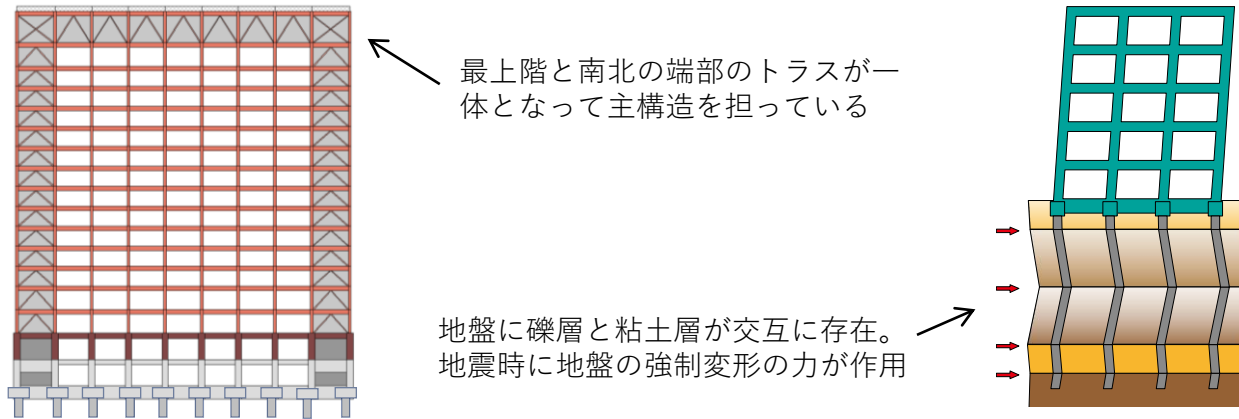 最上階と南北の端部のトラスが一
体となって主構造を担っている
地盤に礫層と粘土層が交互に存在。
地震時に地盤の強制変形の力が作用